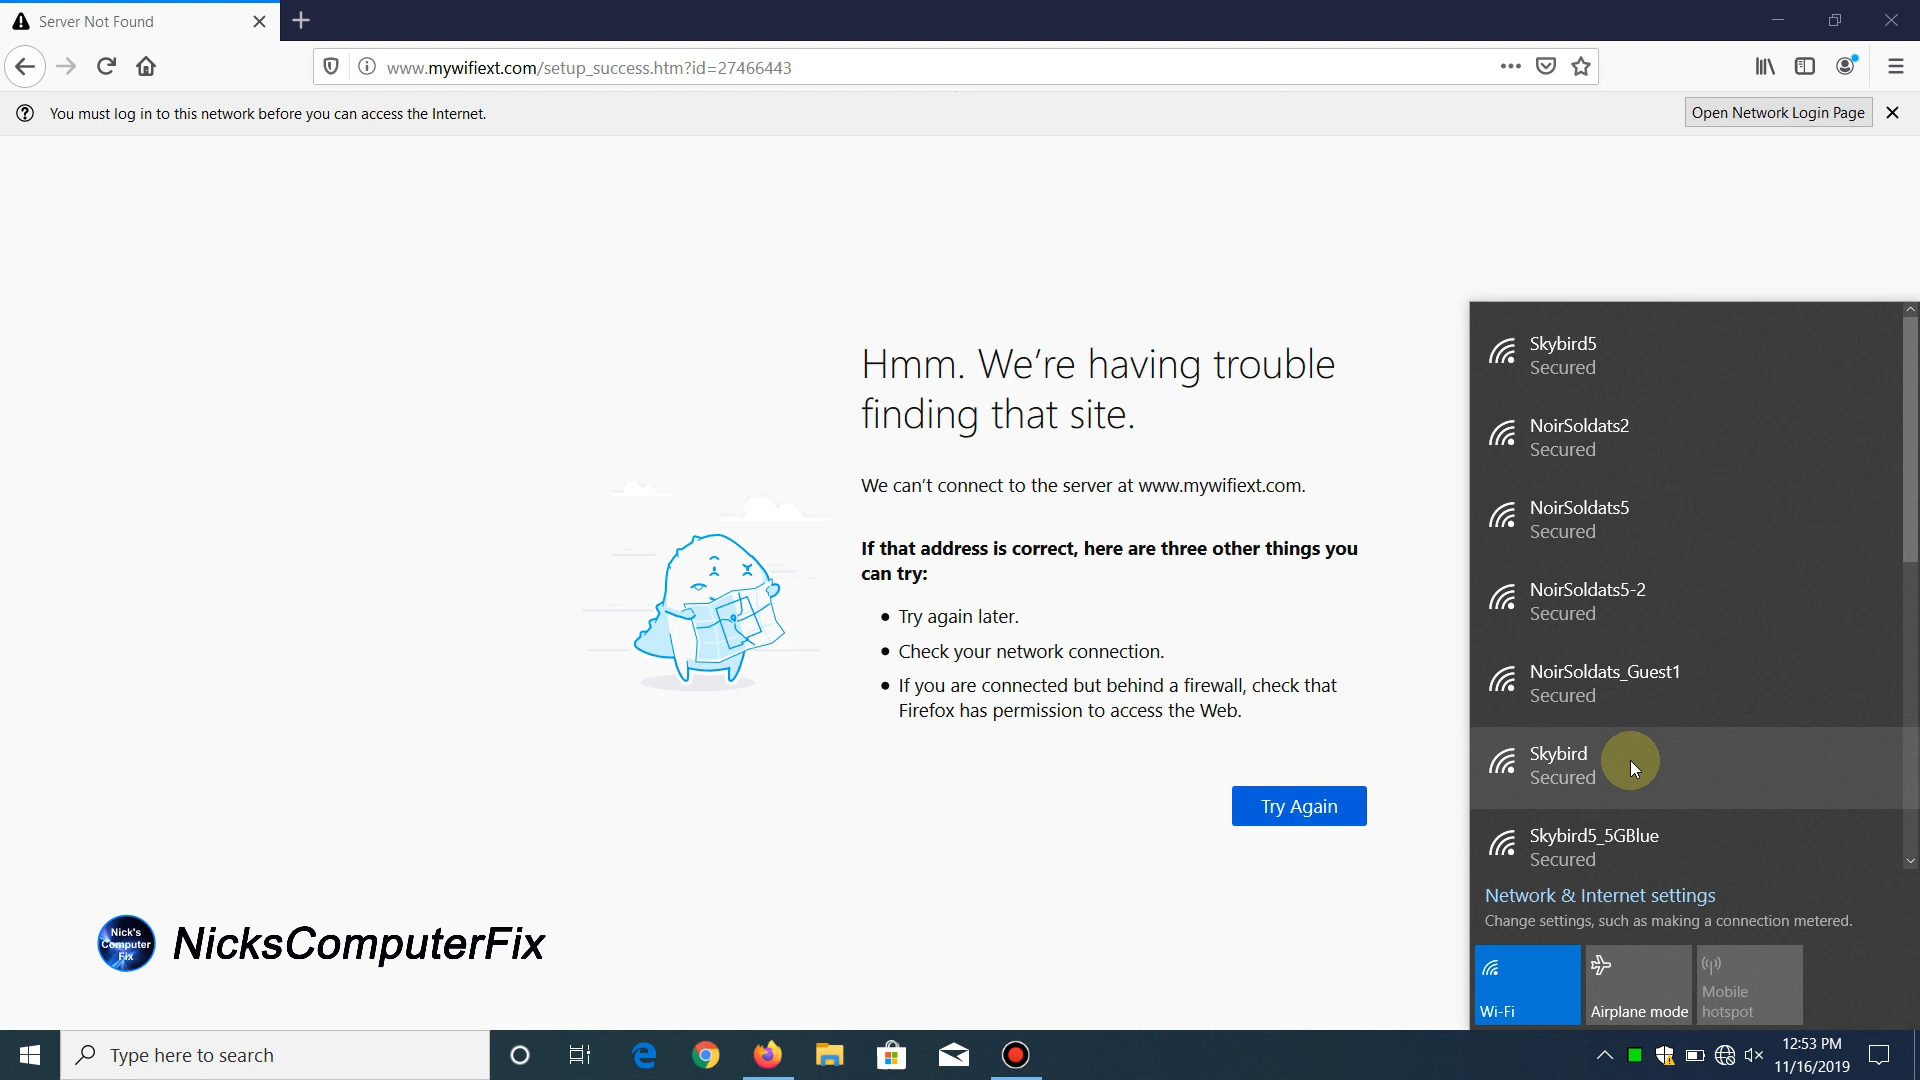 Server Not Found
www.mywifiext.com/setup_success.htm?id=27466443
You must log in to this network before you can access the Internet.
Open Network Login Page
Hmm. We're having trouble
finding that site.
We can't connect to the server at www.mywifiext.com.
If that address is correct, here are three other things you
can try:
Try again later.
Check your network connection.
If you are connected but behind a firewall, check that
Firefox has permission to access the Web.
Try Again
Skybird5
Secured
NoirSoldats2
Secured
NoirSoldats5
Secured
NoirSoldats5-2
Secured
NoirSoldats_Guest1
Secured
Skybird
Secured
Skybird5_5GBlue
Secured
Network & Internet settings
Change settings, such as making a connection metered.
Wi-Fi
Airplane mode
Mobile
hotspot
Nick's
Computer
Fix
NicksComputerFix
Type here to search
12:53 PM
11/16/2019